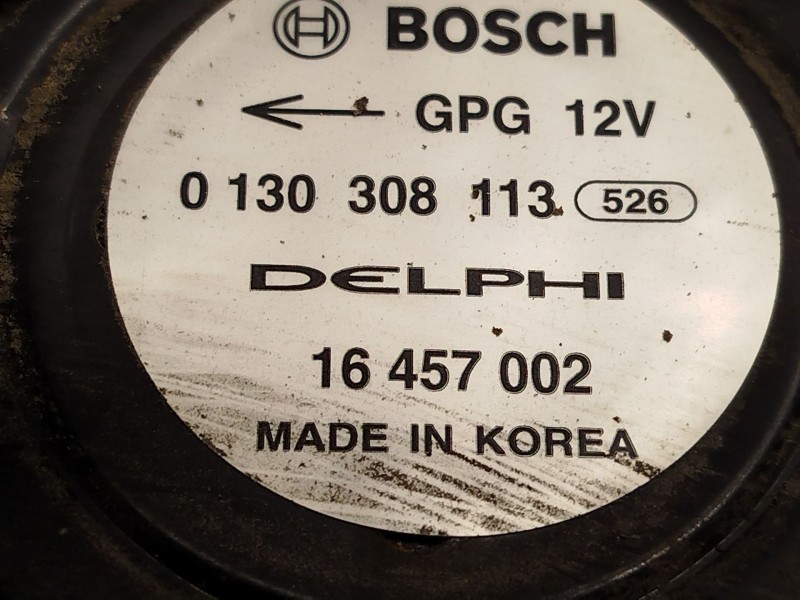 BOSCH
GPG 12V
0 130 308 113 526
DELPHI
16 457 002
MADE IN KOREA